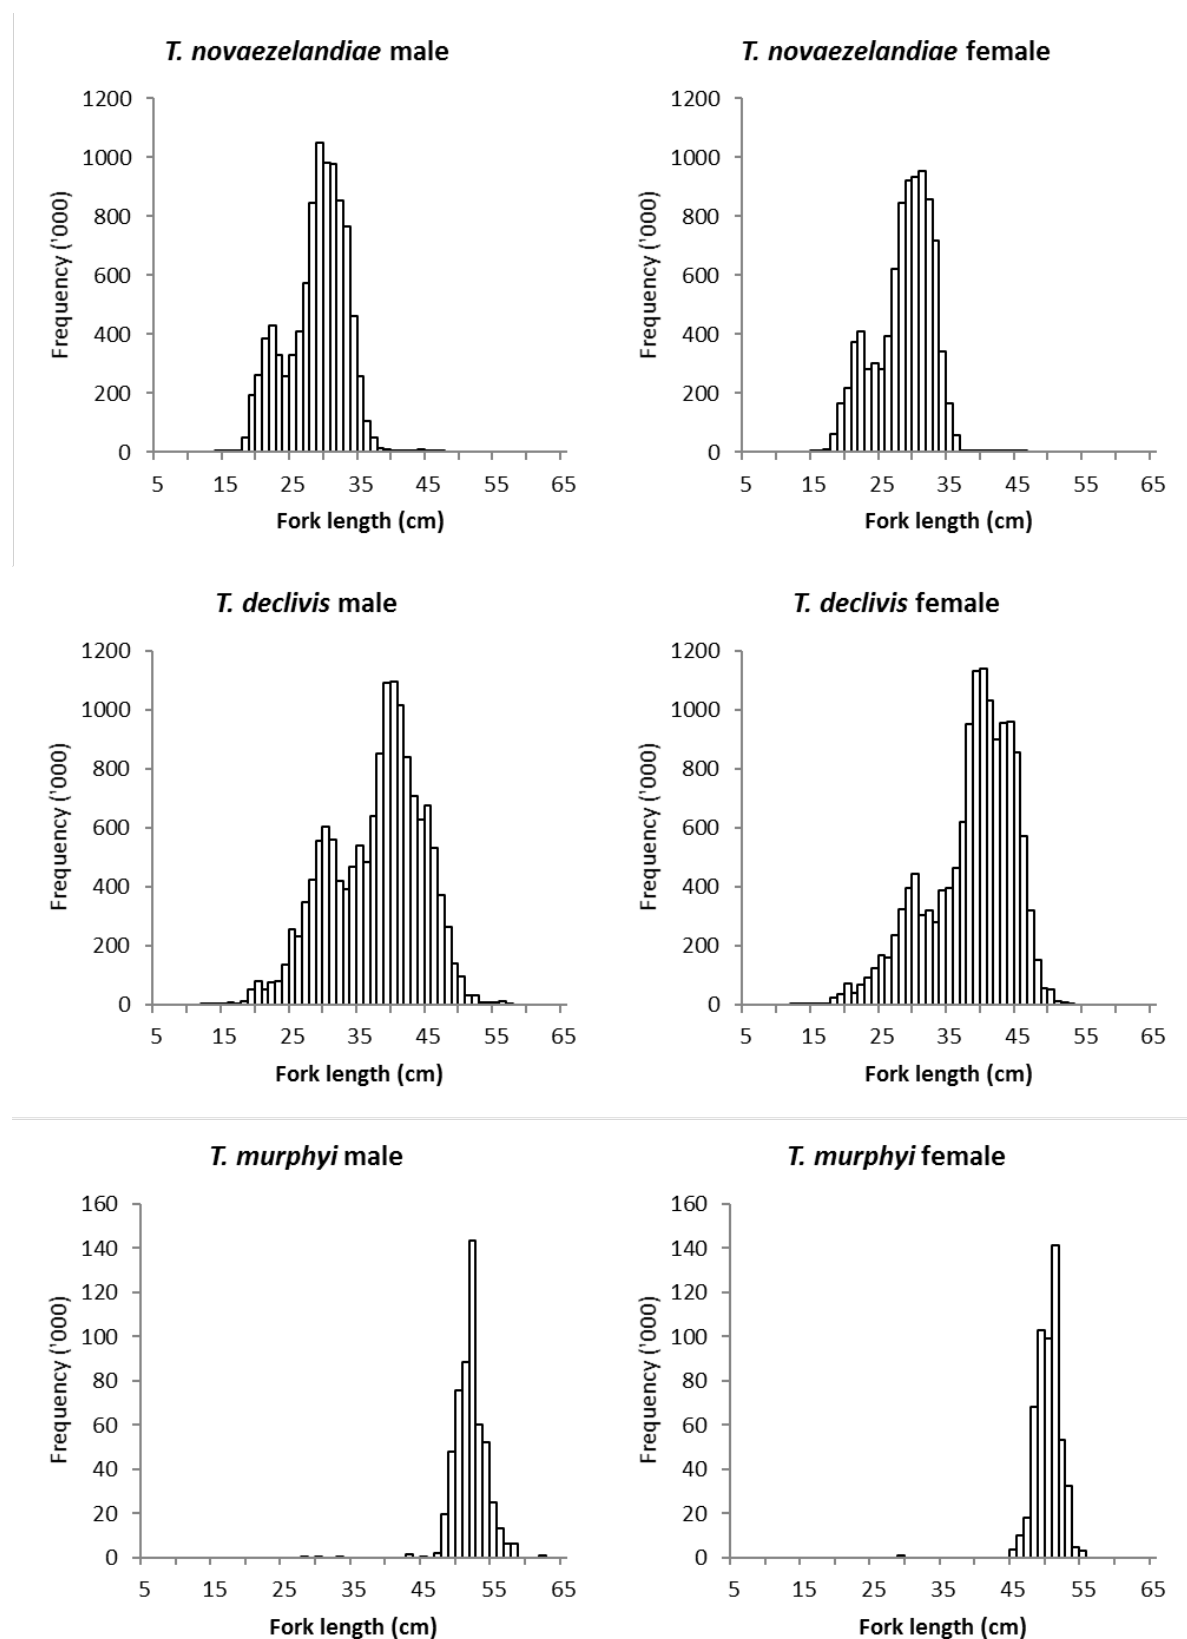 T. novaezelandiae male
1200
1000
800
600
400
200
0
Frequency ('000)
5 15 25 35 45 55 65
Fork length (cm)
T. novaezelandiae female
1200
1000
800
600
400
200
0
Frequency ('000)
5 15 25 35 45 55 65
Fork length (cm)
T. declivis male
1200
1000
800
600
400
200
0
Frequency ('000)
5 15 25 35 45 55 65
Fork length (cm)
T. declivis female
1200
1000
800
600
400
200
0
Frequency ('000)
5 15 25 35 45 55 65
Fork length (cm)
T. murphyi male
160
140
120
100
80
60
40
20
0
Frequency ('000)
5 15 25 35 45 55 65
Fork length (cm)
T. murphyi female
160
140
120
100
80
60
40
20
0
Frequency ('000)
5 15 25 35 45 55 65
Fork length (cm)